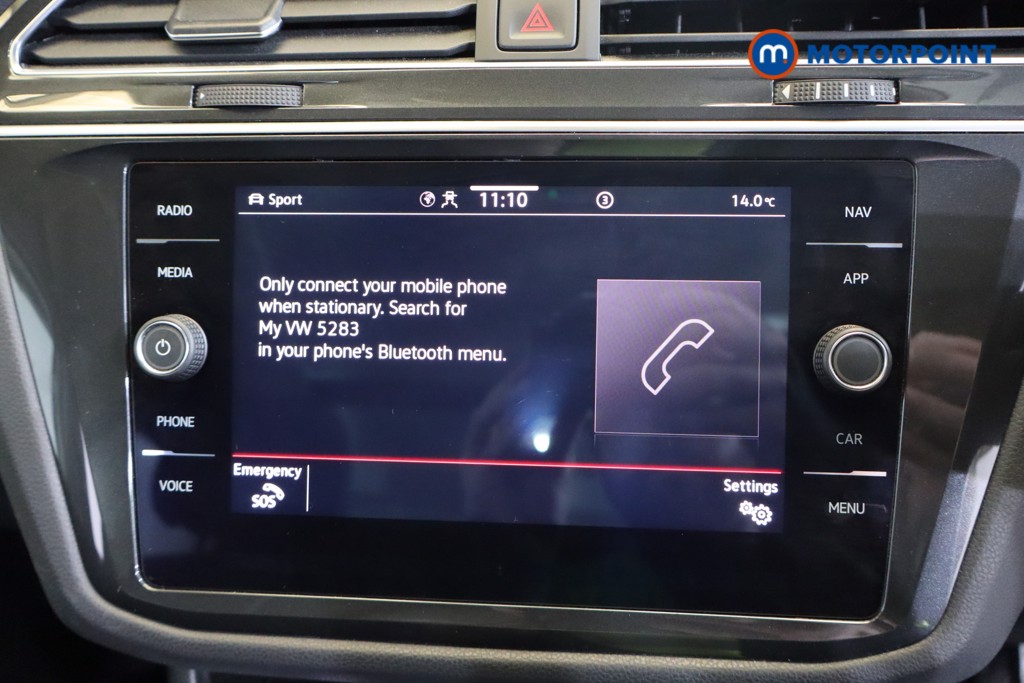 m MOTORPOINT
RADIO
MEDIA
PHONE
VOICE
Sport 11:10 3 14.0°C
Only connect your mobile phone
when stationary. Search for
My VW 5283
in your phone's Bluetooth menu.
Emergency
SOS
Settings
NAV
APP
CAR
MENU